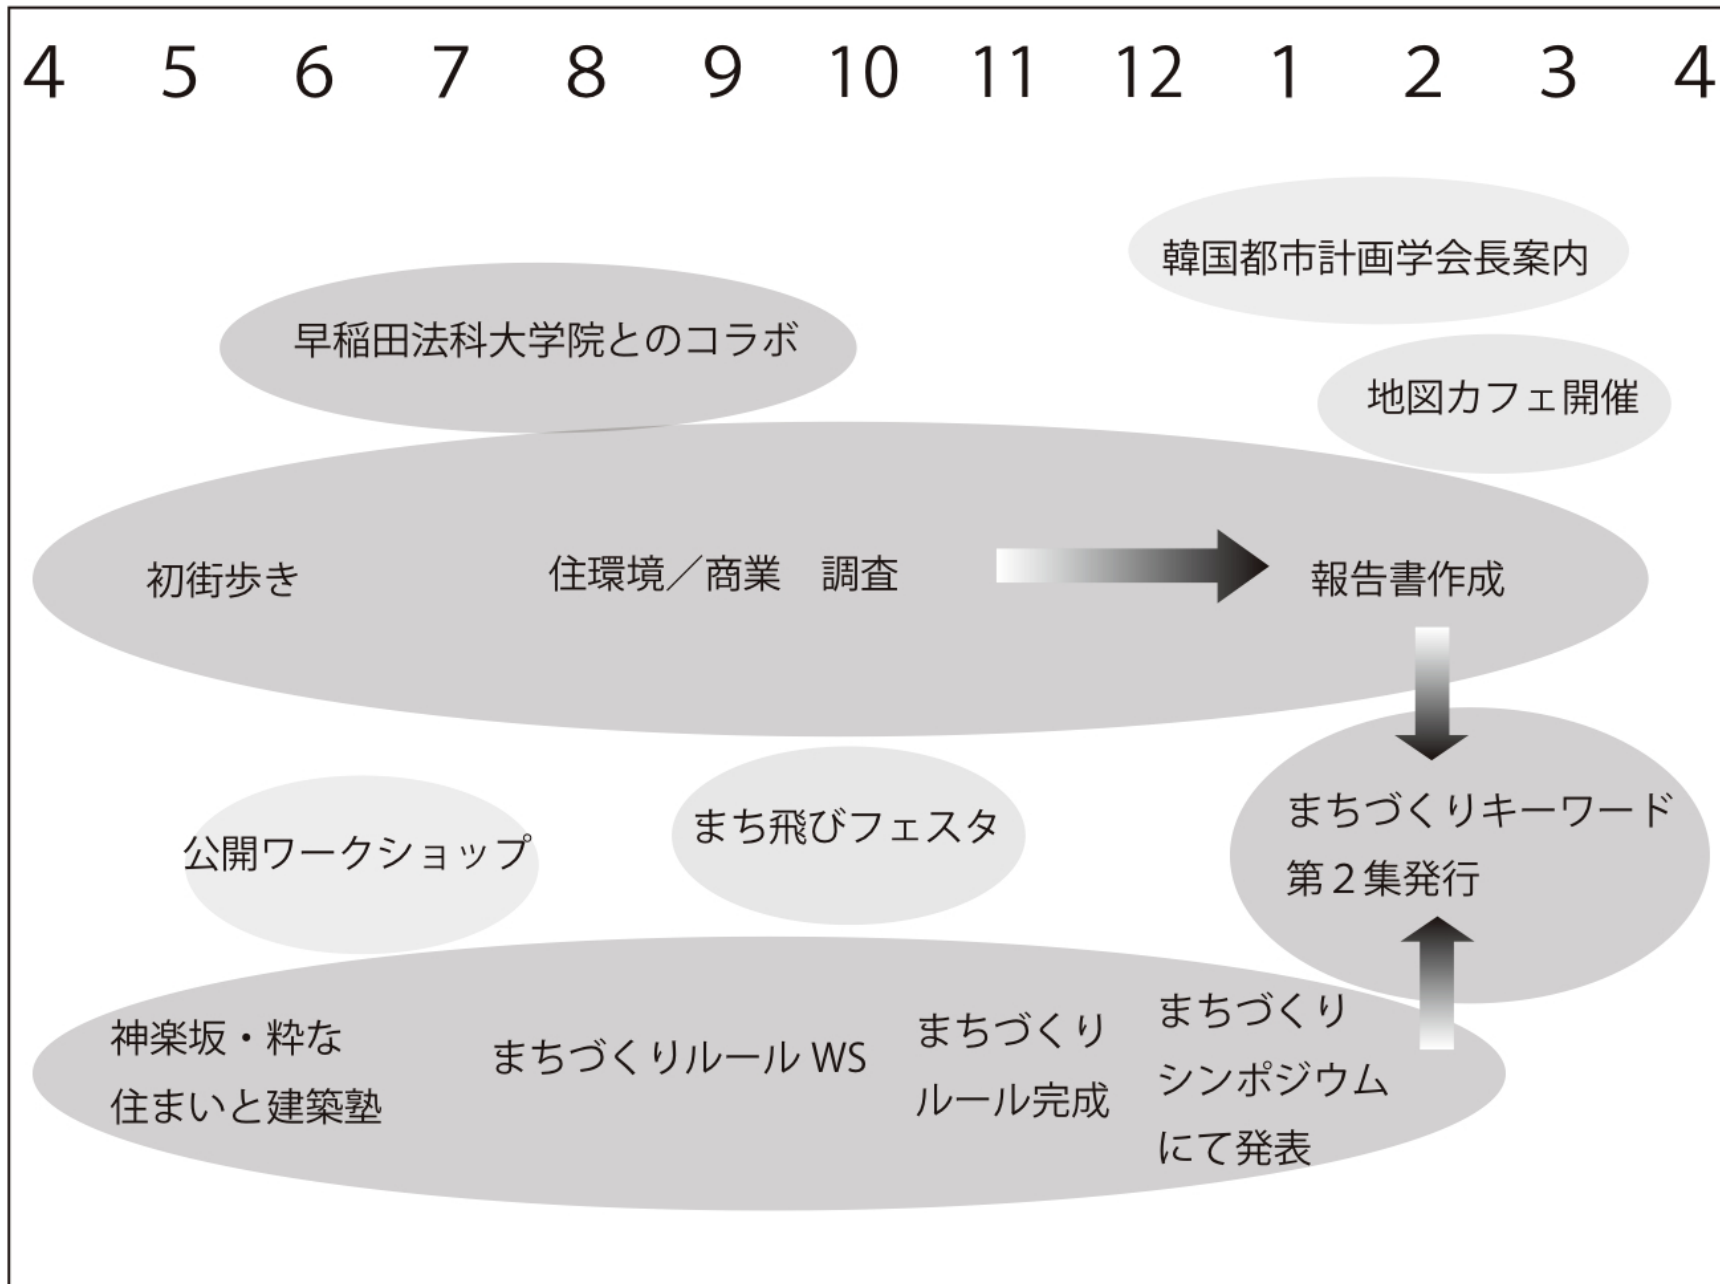 4 5 6 7 8 9 10 11 12 1 2 3 4
韓国都市計画学会長案内
早稲田法科大学院とのコラボ
地図カフェ開催
初街歩き
住環境／商業　調査
報告書作成
まちづくりキーワード
第２集発行
まち飛びフェスタ
公開ワークショップ
神楽坂・粋な
住まいと建築塾
まちづくりルール WS
まちづくり
ルール完成
まちづくり
シンポジウム
にて発表